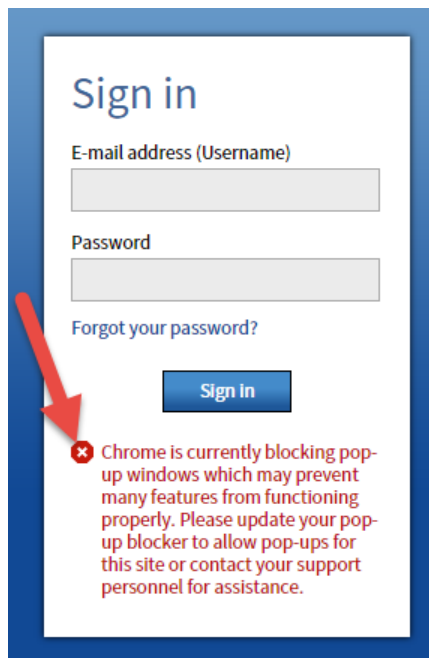 Sign in
E-mail address (Username)
Password
Forgot your password?
Sign in
Chrome is currently blocking pop-
up windows which may prevent
many features from functioning
properly. Please update your pop-
up blocker to allow pop-ups for
this site or contact your support
personnel for assistance.